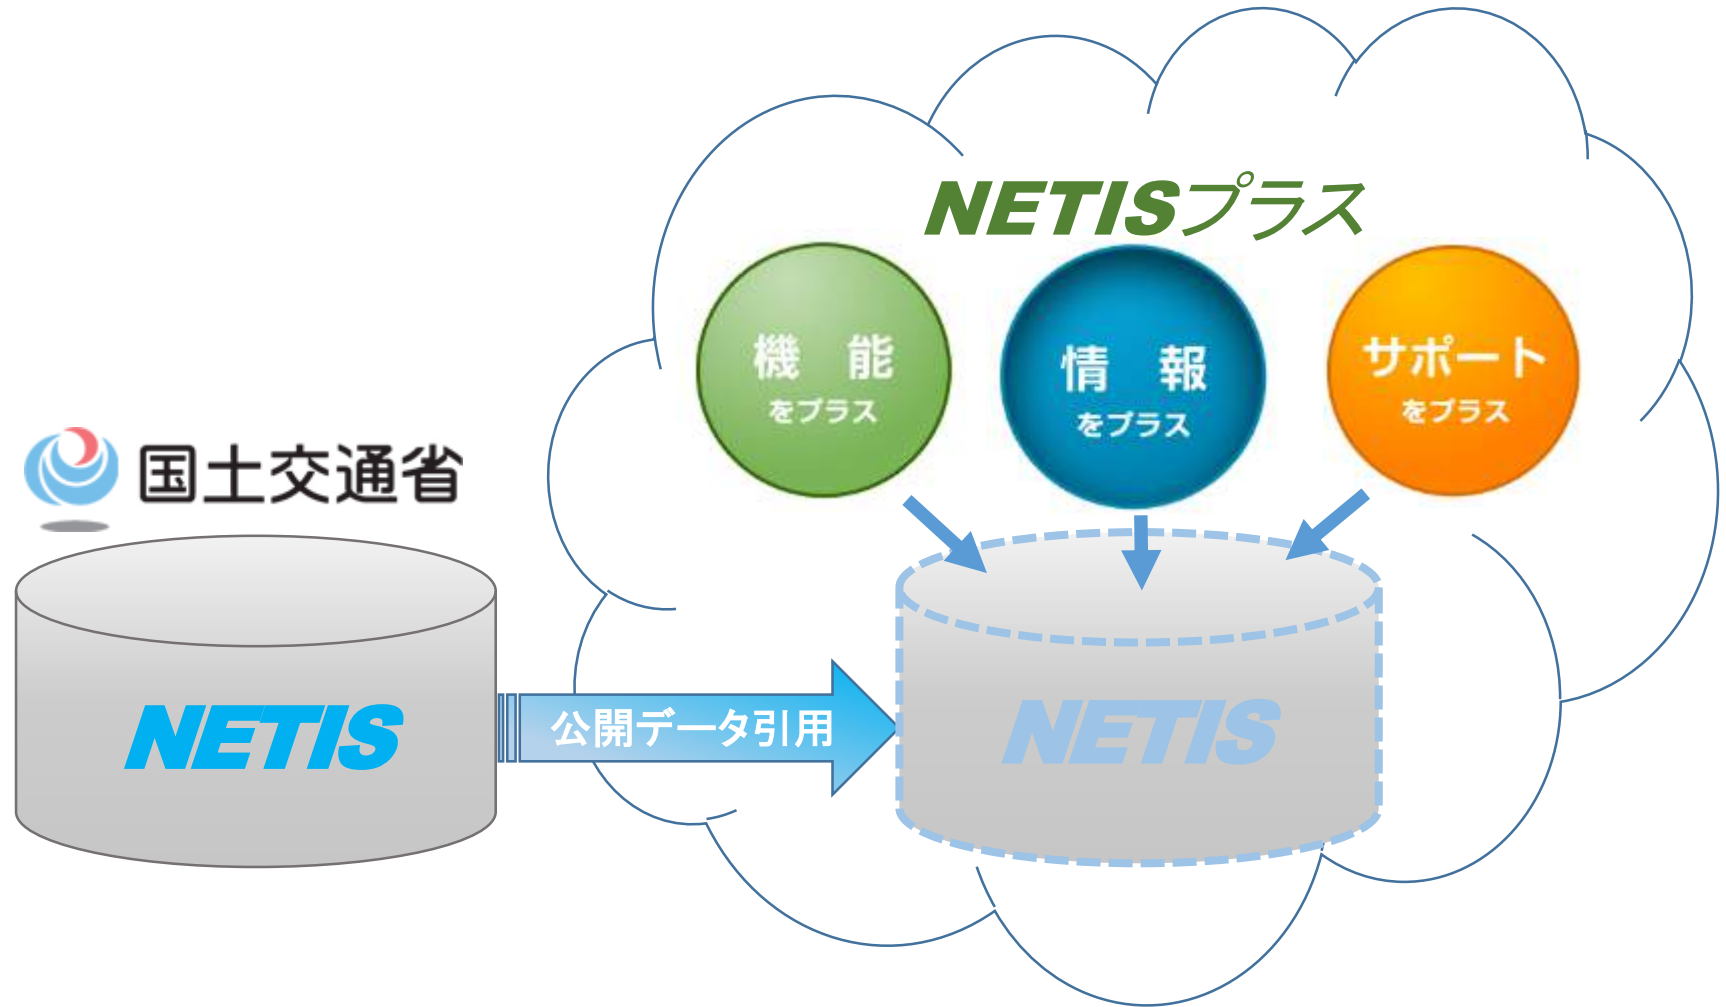 NETISプラス
機 能
をプラス
情 報
をプラス
サポート
をプラス
国土交通省
NETIS
公開データ引用
NETIS